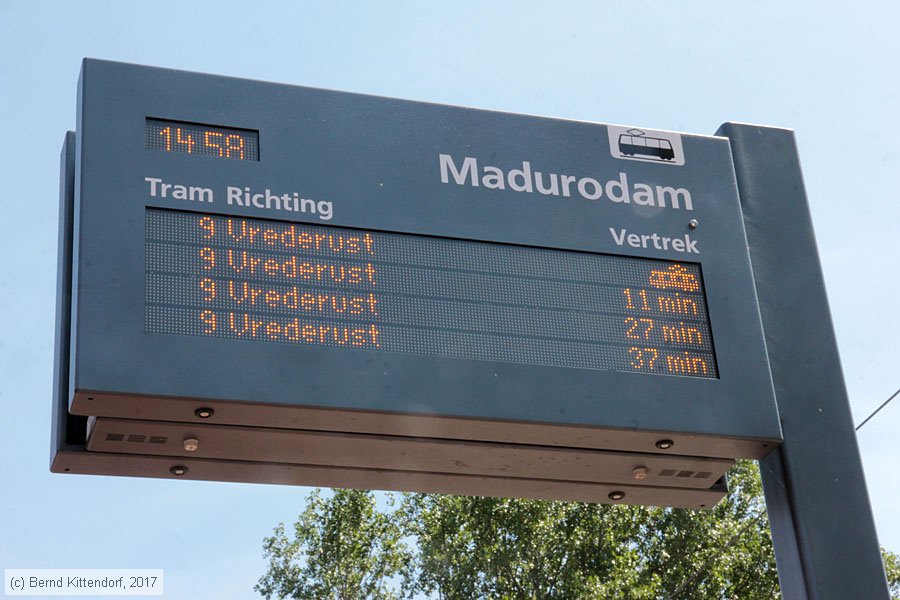 14:58
Madurodam
Tram Richting
Vertrek
9 Vrederust
9 Vrederust 11 min
9 Vrederust 27 min
9 Vrederust 37 min
(c) Bernd Kittendorf, 2017